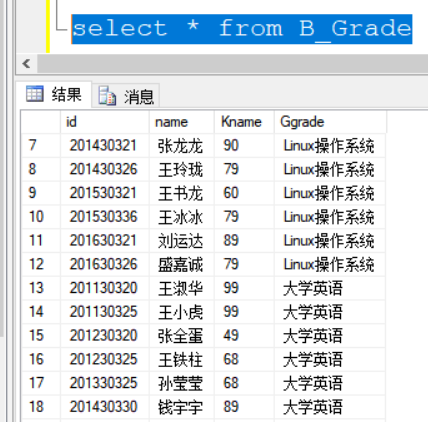 select * from B_Grade
结果 消息
id name Kname Ggrade
7 201430321 张龙龙 90 Linux操作系统
8 201430326 王玲珑 79 Linux操作系统
9 201530321 王书龙 60 Linux操作系统
10 201530336 王冰冰 79 Linux操作系统
11 201630321 刘运达 89 Linux操作系统
12 201630326 盛嘉诚 79 Linux操作系统
13 201130320 王淑华 99 大学英语
14 201130325 王小虎 99 大学英语
15 201230320 张全蛋 49 大学英语
16 201230325 王铁柱 68 大学英语
17 201330325 孙莹莹 68 大学英语
18 201430330 钱宇宇 89 大学英语